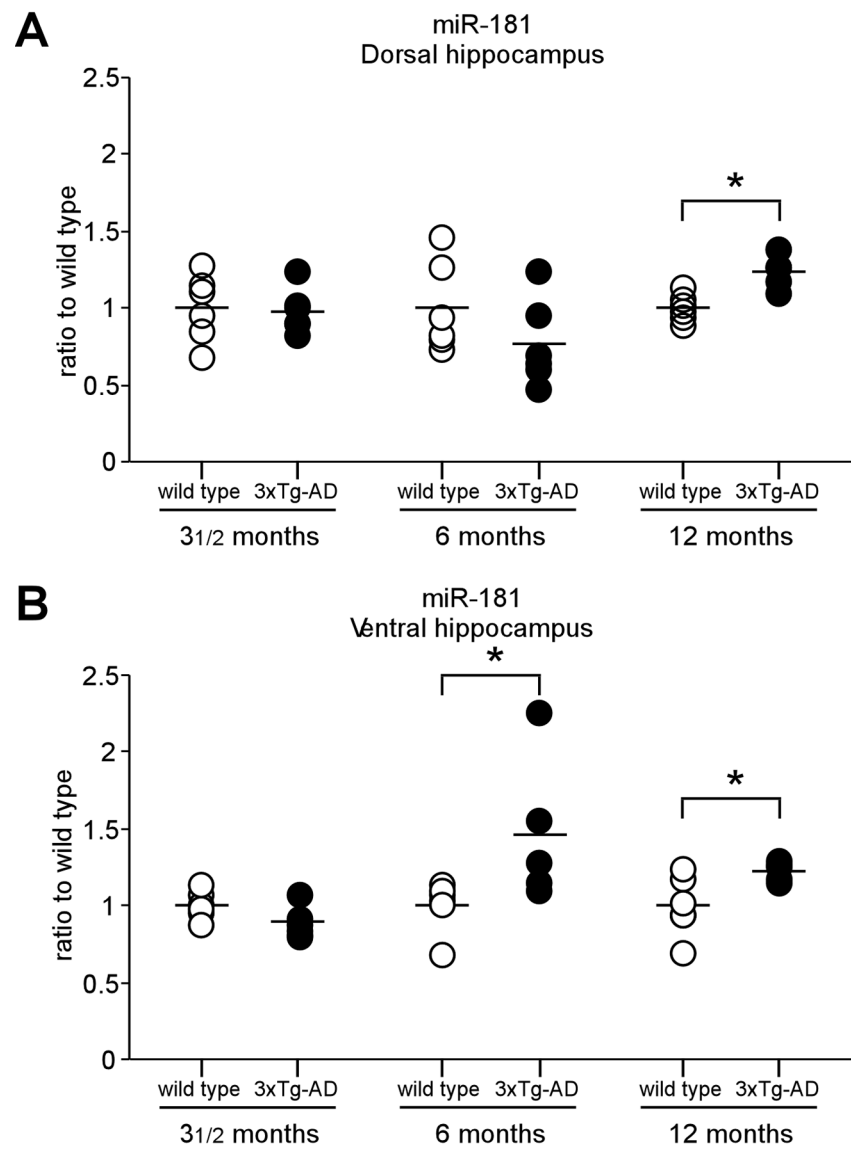 A
miR-181
Dorsal hippocampus
2.5
2
1.5
1
0.5
0
ratio to wild type
*
wild type 3xTg-AD wild type 3xTg-AD wild type 3xTg-AD
31/2 months 6 months 12 months
B
miR-181
Ventral hippocampus
2.5
2
1.5
1
0.5
0
ratio to wild type
*
*
wild type 3xTg-AD wild type 3xTg-AD wild type 3xTg-AD
31/2 months 6 months 12 months